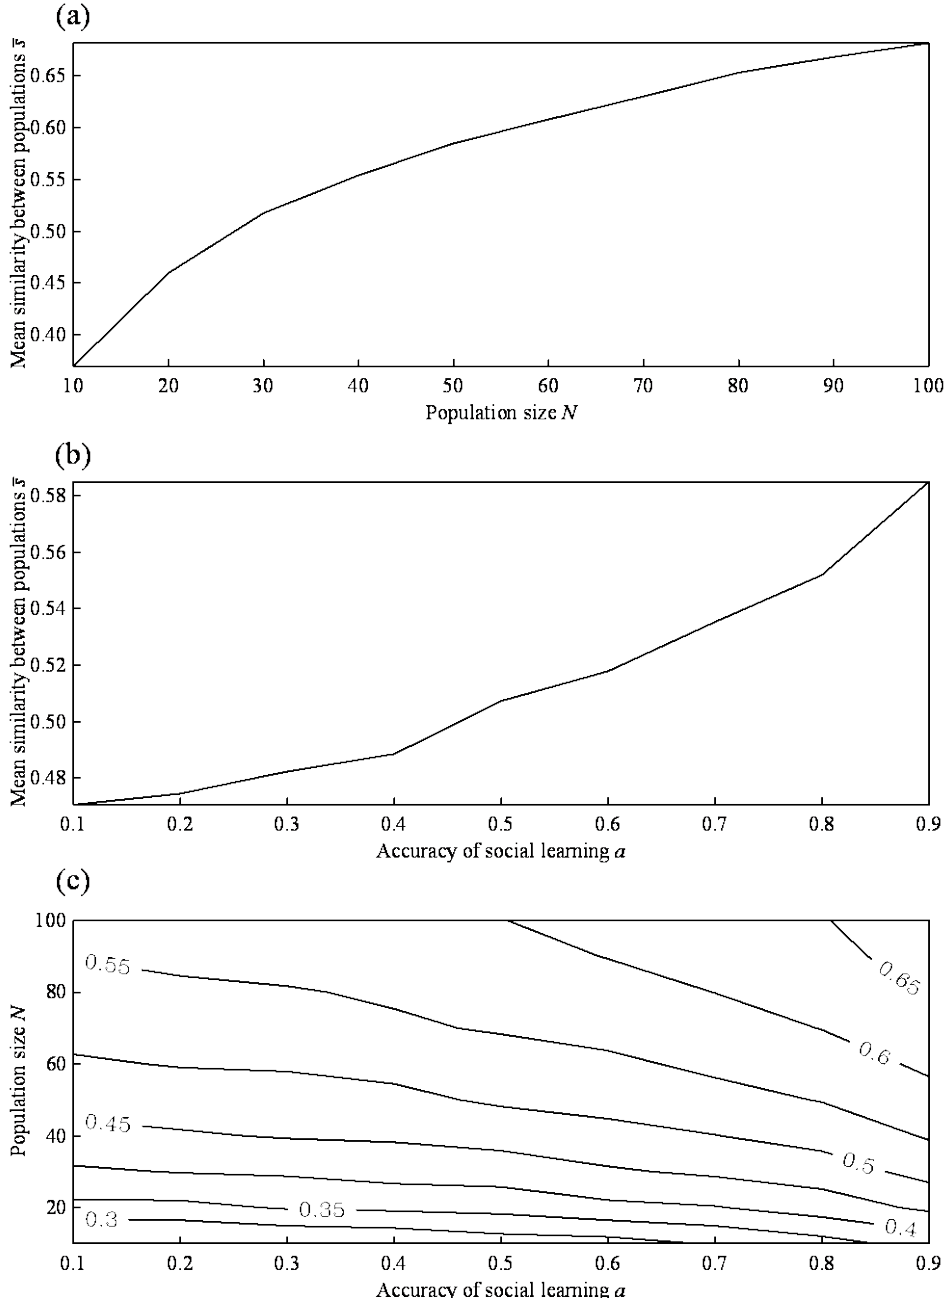 (a)
Mean similarity between populations s̄
0.65
0.60
0.55
0.50
0.45
0.40
10 20 30 40 50 60 70 80 90 100
Population size N
(b)
Mean similarity between populations s̄
0.58
0.56
0.54
0.52
0.50
0.48
0.1 0.2 0.3 0.4 0.5 0.6 0.7 0.8 0.9
Accuracy of social learning a
(c)
Population size N
100
80
60
40
20
0.55
0.65
0.6
0.45
0.5
0.35
0.3
0.4
0.1 0.2 0.3 0.4 0.5 0.6 0.7 0.8 0.9
Accuracy of social learning a